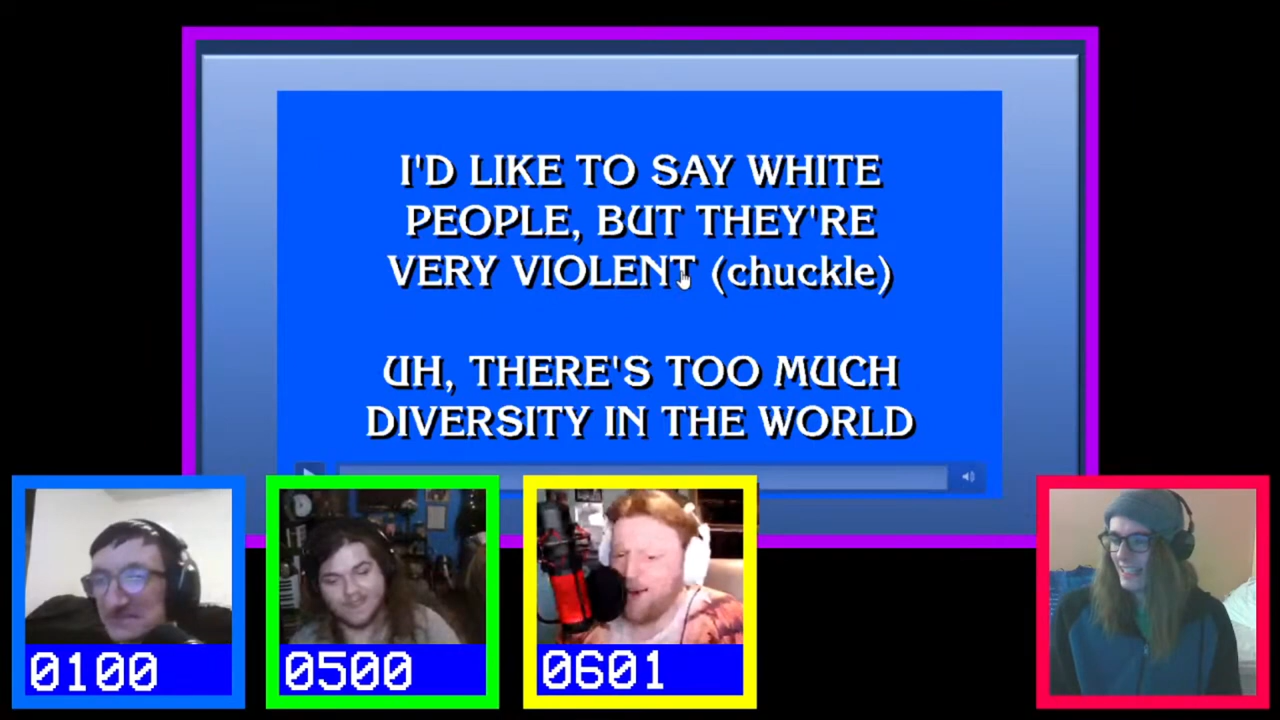 I'D LIKE TO SAY WHITE
PEOPLE, BUT THEY'RE
VERY VIOLENT (chuckle)
UH, THERE'S TOO MUCH
DIVERSITY IN THE WORLD
0100
0500
0601